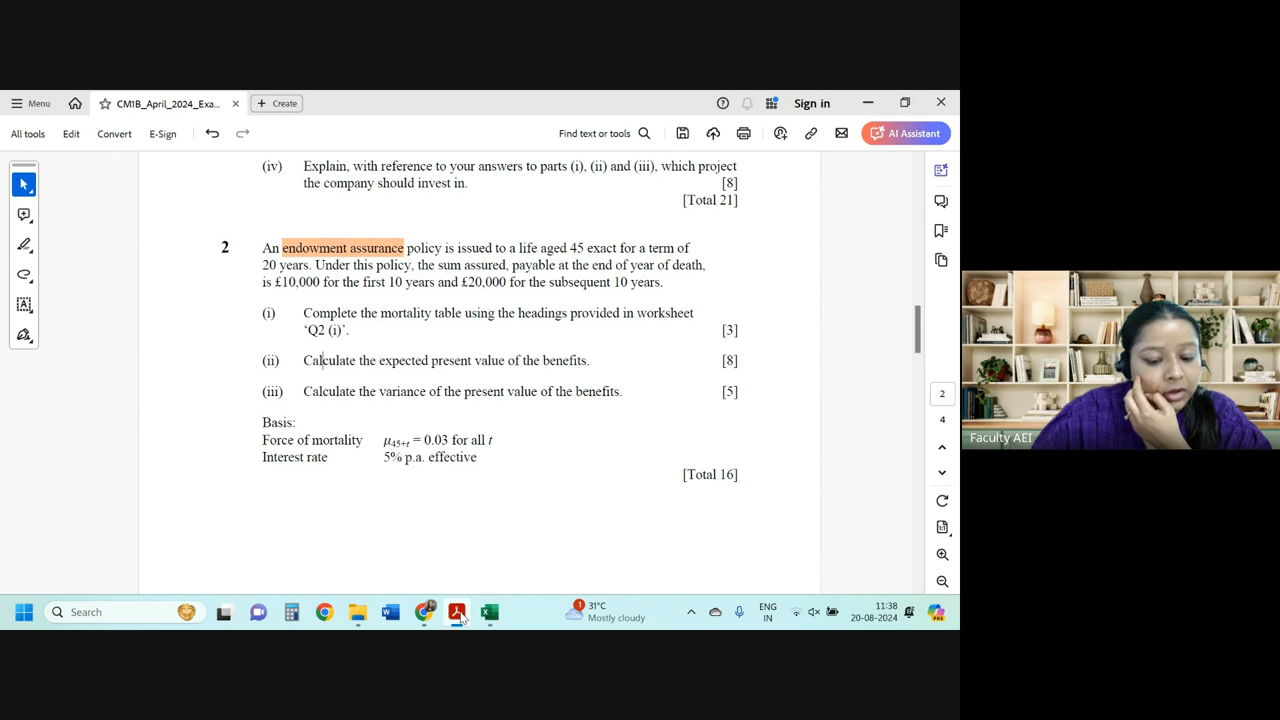 Menu
CM1B_April_2024_Exa...
Create
Sign in
All tools
Edit
Convert
E-Sign
Find text or tools
AI Assistant
(iv) Explain, with reference to your answers to parts (i), (ii) and (iii), which project
the company should invest in. [8]
[Total 21]
2 An endowment assurance policy is issued to a life aged 45 exact for a term of
20 years. Under this policy, the sum assured, payable at the end of year of death,
is £10,000 for the first 10 years and £20,000 for the subsequent 10 years.
(i) Complete the mortality table using the headings provided in worksheet
‘Q2 (i)’. [3]
(ii) Calculate the expected present value of the benefits. [8]
(iii) Calculate the variance of the present value of the benefits. [5]
Basis:
Force of mortality μ45+t = 0.03 for all t
Interest rate 5% p.a. effective
[Total 16]
2
4
Faculty AEI
Search
1
31°C
Mostly cloudy
ENG
IN
11:38
20-08-2024